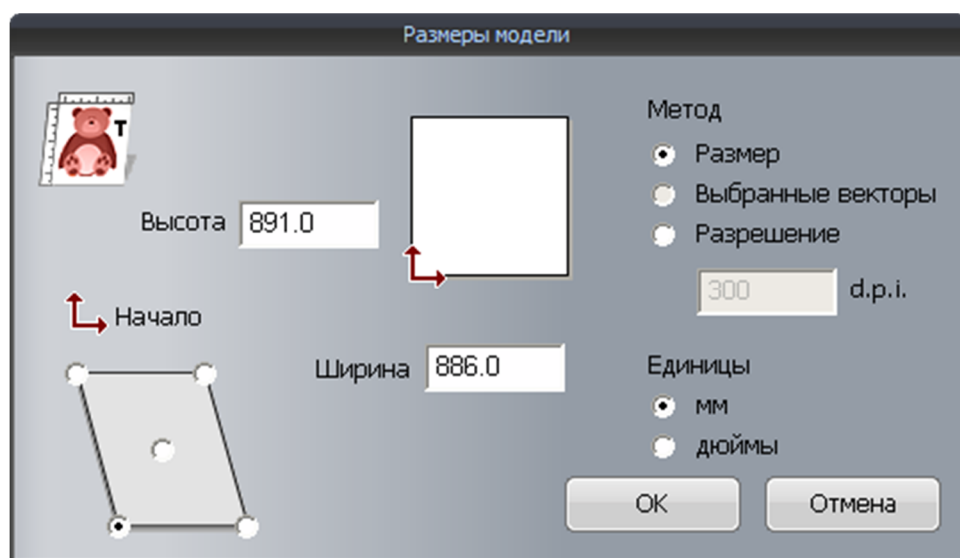 Размеры модели
T
Метод
Размер
Выбранные векторы
Высота 891.0
Разрешение
300 d.p.i.
Начало
Ширина 886.0
Единицы
мм
дюймы
OK
Отмена